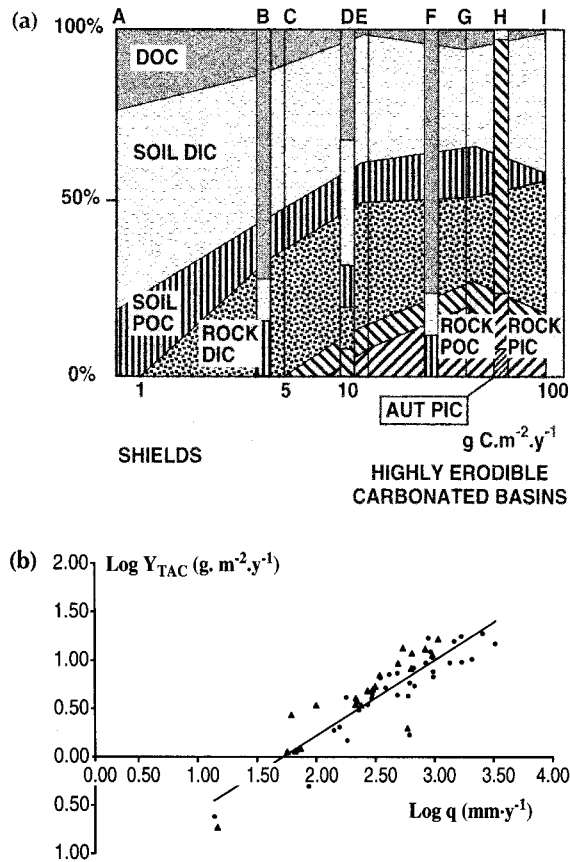 (a)
A B C D E F G H I
100%
DOC
SOIL DIC
50%
SOIL
POC
ROCK
DIC
ROCK
POC
ROCK
PIC
0%
1 5 10 100
AUT PIC
g C.m-2.y-1
SHIELDS
HIGHLY ERODIBLE
CARBONATED BASINS
(b)
2.00
Log YTAC (g. m-2.y-1)
1.50
1.00
0.50
0.00
0.00 0.50 1.00 1.50 2.00 2.50 3.00 3.50 4.00
0.50
Log q (mm·y-1)
1.00